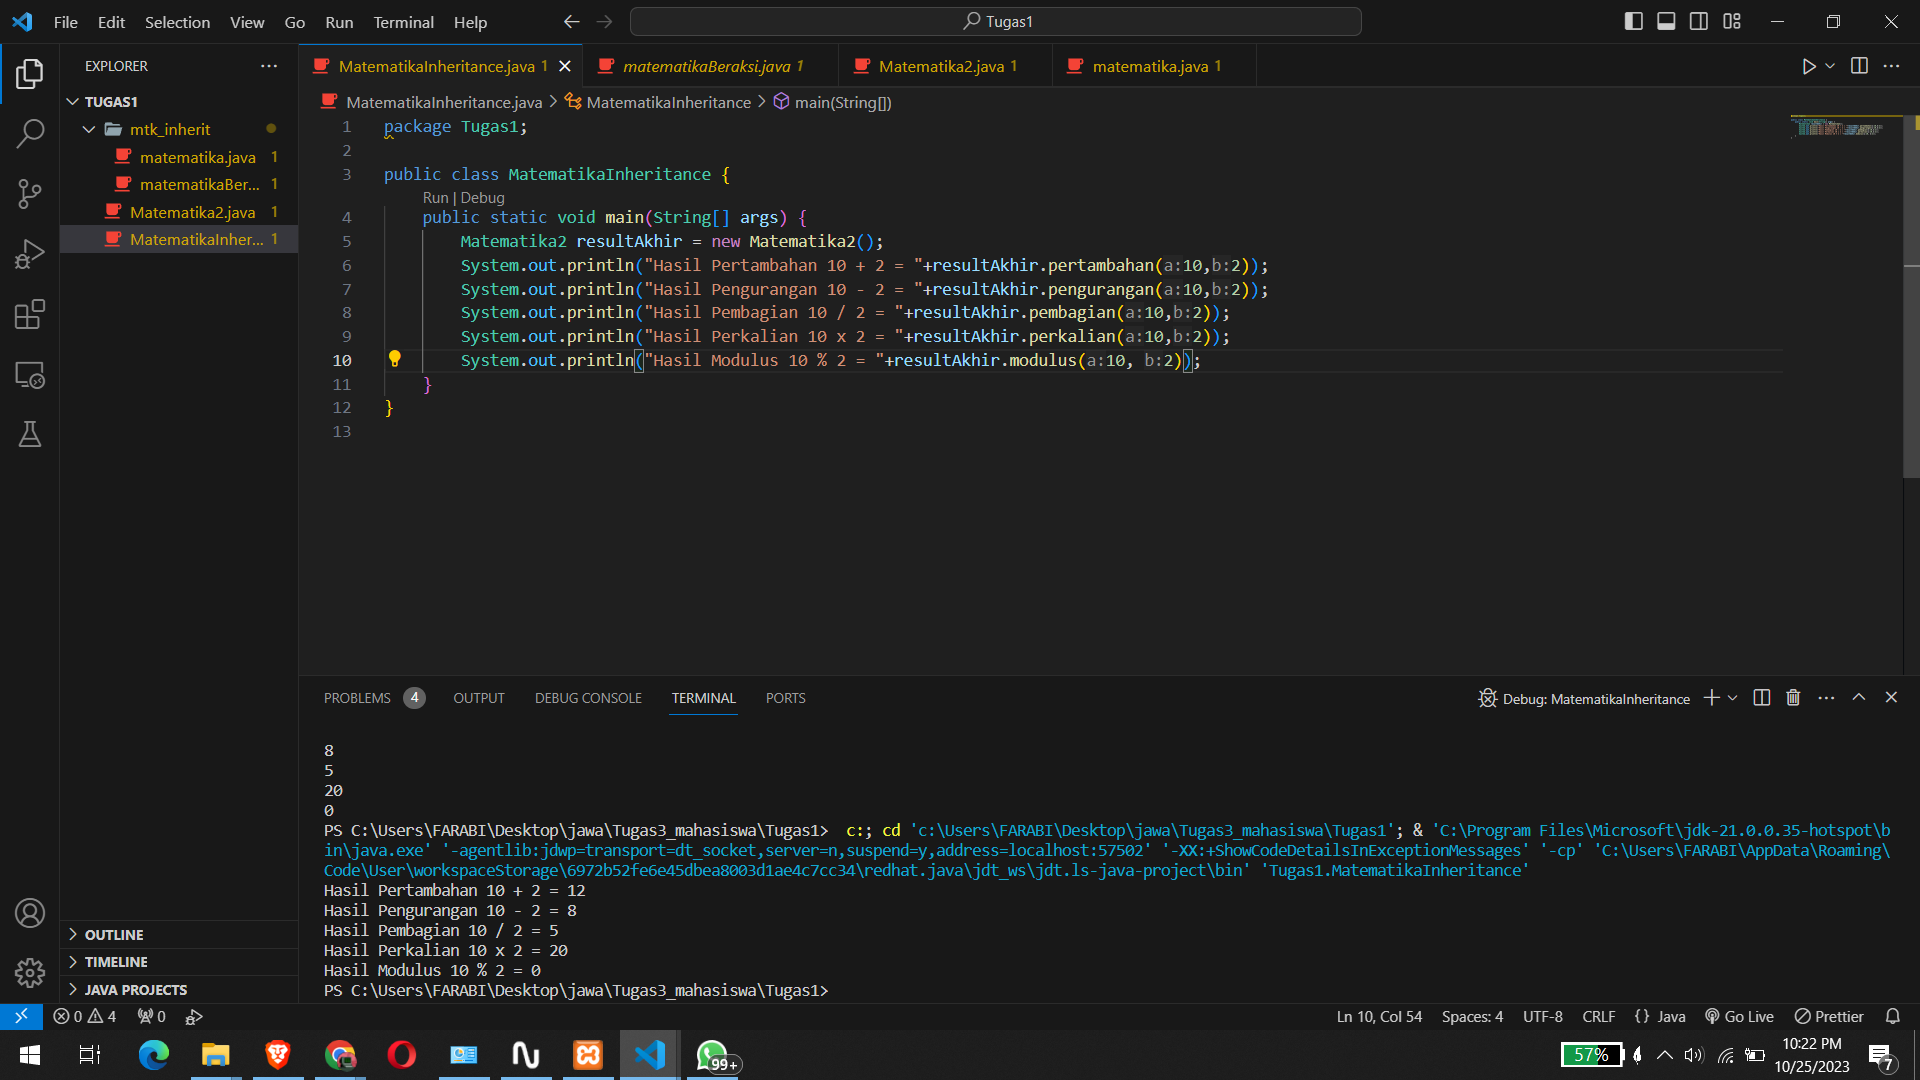 File Edit Selection View Go Run Terminal Help
Tugas1
EXPLORER
TUGAS1
mtk_inherit
matematika.java 1
matematikaBer... 1
Matematika2.java 1
MatematikaInher... 1
OUTLINE
TIMELINE
JAVA PROJECTS
MatematikaInheritance.java 1 matematikaBeraksi.java 1 Matematika2.java 1 matematika.java 1
MatematikaInheritance.java > MatematikaInheritance > main(String[])
1 package Tugas1;
2
3 public class MatematikaInheritance {
Run | Debug
4 public static void main(String[] args) {
5 Matematika2 resultAkhir = new Matematika2();
6 System.out.println("Hasil Pertambahan 10 + 2 = "+resultAkhir.pertambahan(a:10,b:2));
7 System.out.println("Hasil Pengurangan 10 - 2 = "+resultAkhir.pengurangan(a:10,b:2));
8 System.out.println("Hasil Pembagian 10 / 2 = "+resultAkhir.pembagian(a:10,b:2));
9 System.out.println("Hasil Perkalian 10 x 2 = "+resultAkhir.perkalian(a:10,b:2));
10 System.out.println("Hasil Modulus 10 % 2 = "+resultAkhir.modulus(a:10, b:2));
11 }
12 }
13
PROBLEMS 4 OUTPUT DEBUG CONSOLE TERMINAL PORTS
Debug: MatematikaInheritance
8
5
20
0
PS C:\Users\FARABI\Desktop\jawa\Tugas3_mahasiswa\Tugas1> c:; cd 'c:\Users\FARABI\Desktop\jawa\Tugas3_mahasiswa\Tugas1'; & 'C:\Program Files\Microsoft\jdk-21.0.0.35-hotspot\b
in\java.exe' '-agentlib:jdwp=transport=dt_socket,server=n,suspend=y,address=localhost:57502' '-XX:+ShowCodeDetailsInExceptionMessages' '-cp' 'C:\Users\FARABI\AppData\Roaming\
Code\User\workspaceStorage\6972b52fe6e45dbea8003d1ae4c7cc34\redhat.java\jdt_ws\jdt.ls-java-project\bin' 'Tugas1.MatematikaInheritance'
Hasil Pertambahan 10 + 2 = 12
Hasil Pengurangan 10 - 2 = 8
Hasil Pembagian 10 / 2 = 5
Hasil Perkalian 10 x 2 = 20
Hasil Modulus 10 % 2 = 0
PS C:\Users\FARABI\Desktop\jawa\Tugas3_mahasiswa\Tugas1>
0 4 0
Ln 10, Col 54 Spaces: 4 UTF-8 CRLF {} Java Go Live Prettier
99+
57%
10:22 PM
10/25/2023
7